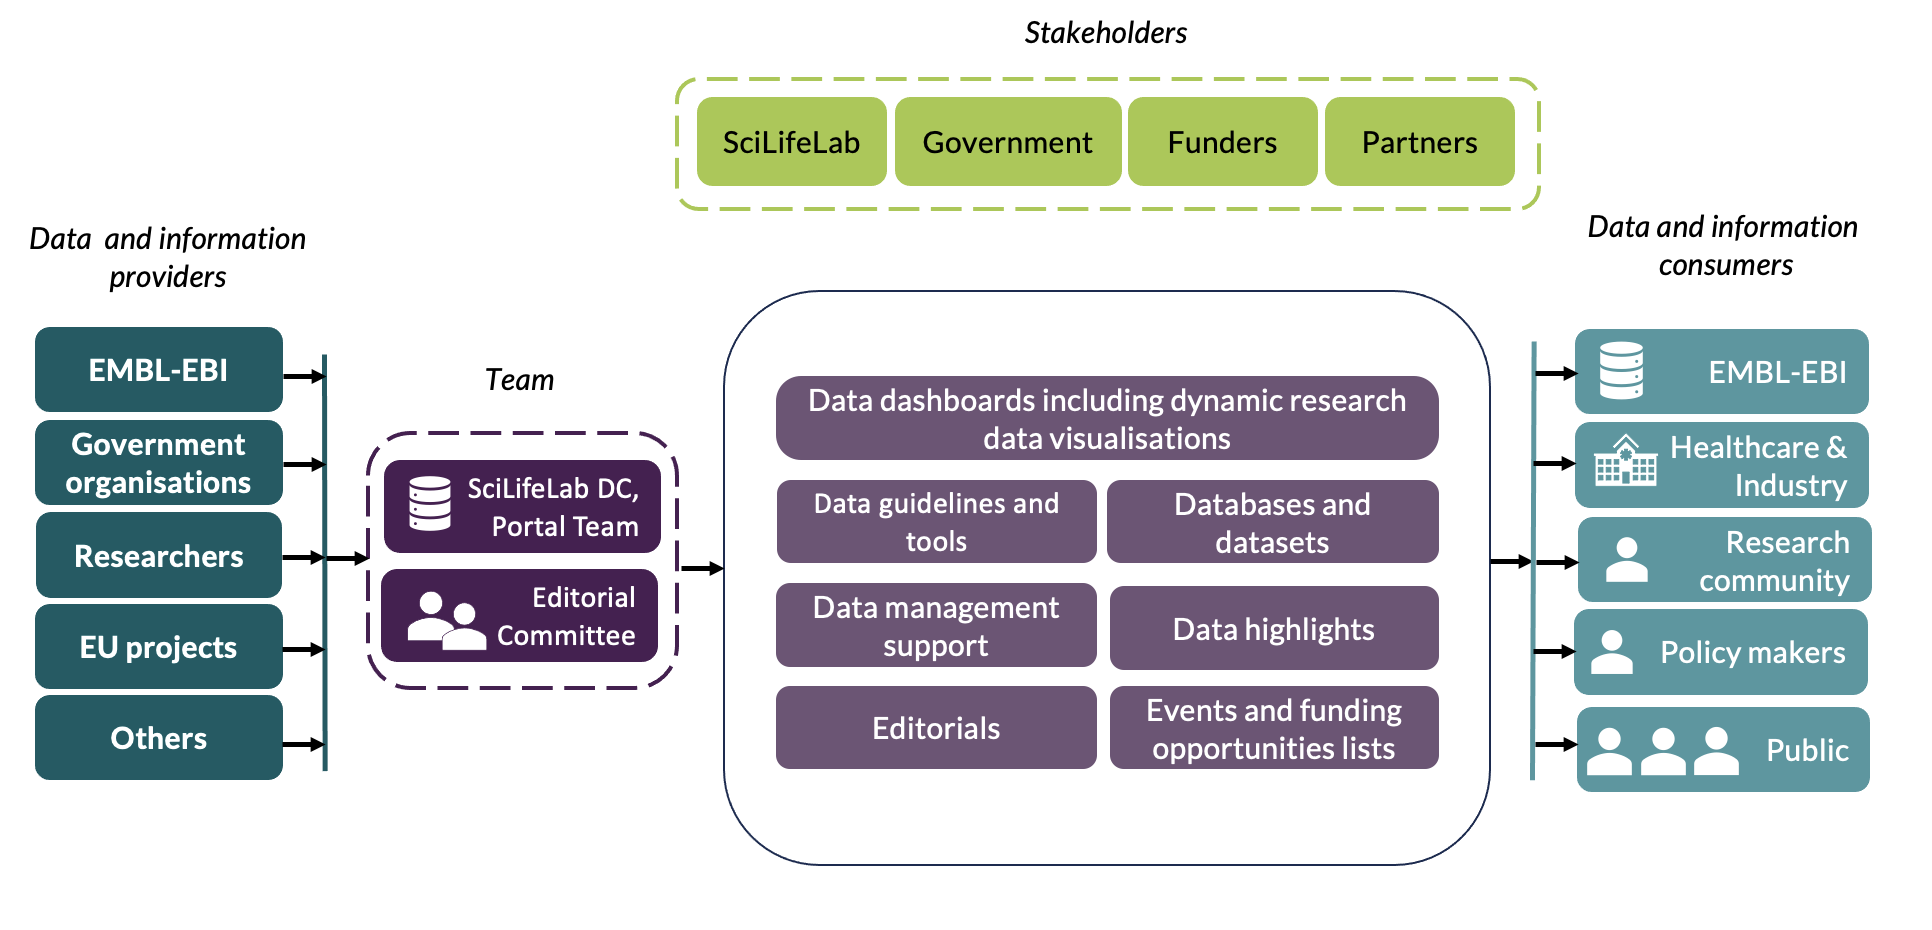 Stakeholders
SciLifeLab
Government
Funders
Partners
Data and information
providers
EMBL-EBI
Government
organisations
Researchers
EU projects
Others
Team
SciLifeLab DC,
Portal Team
Editorial
Committee
Data dashboards including dynamic research
data visualisations
Data guidelines and
tools
Databases and
datasets
Data management
support
Data highlights
Editorials
Events and funding
opportunities lists
Data and information
consumers
EMBL-EBI
Healthcare &
Industry
Research
community
Policy makers
Public